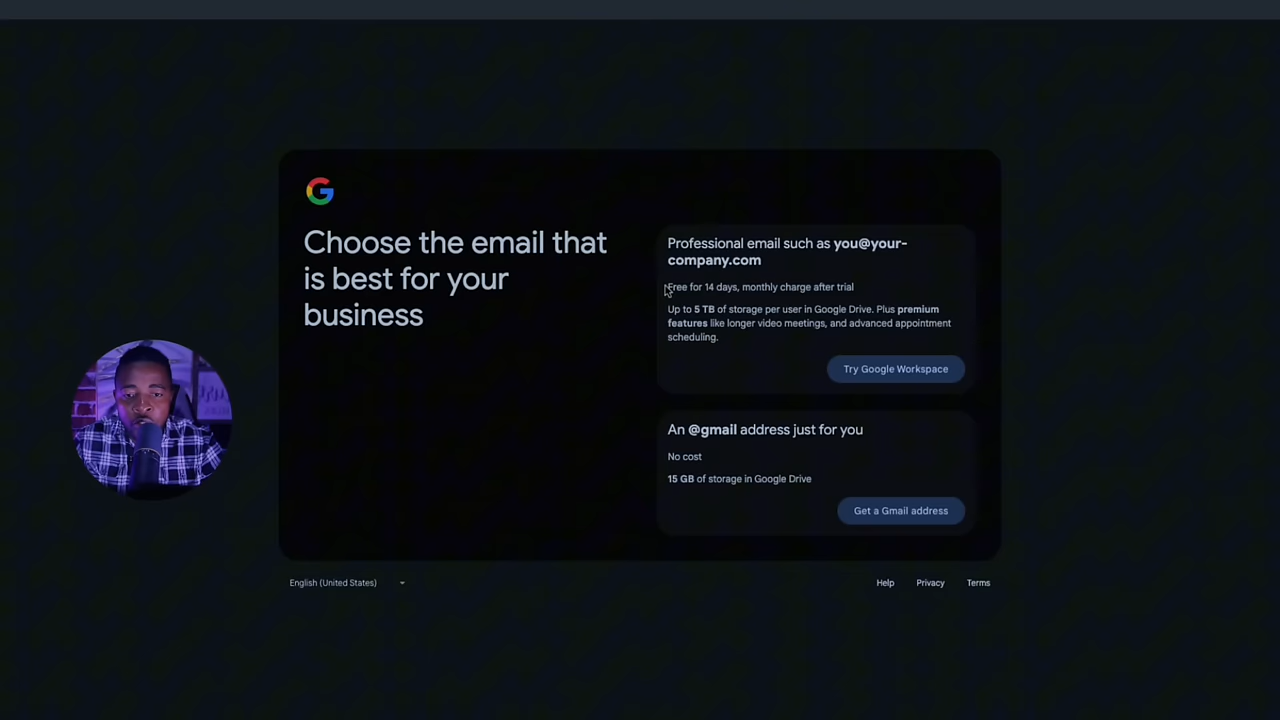 Choose the email that
is best for your
business
Professional email such as you@your-
company.com
Free for 14 days, monthly charge after trial
Up to 5 TB of storage per user in Google Drive. Plus premium
features like longer video meetings, and advanced appointment
scheduling.
Try Google Workspace
An @gmail address just for you
No cost
15 GB of storage in Google Drive
Get a Gmail address
English (United States)
Help Privacy Terms